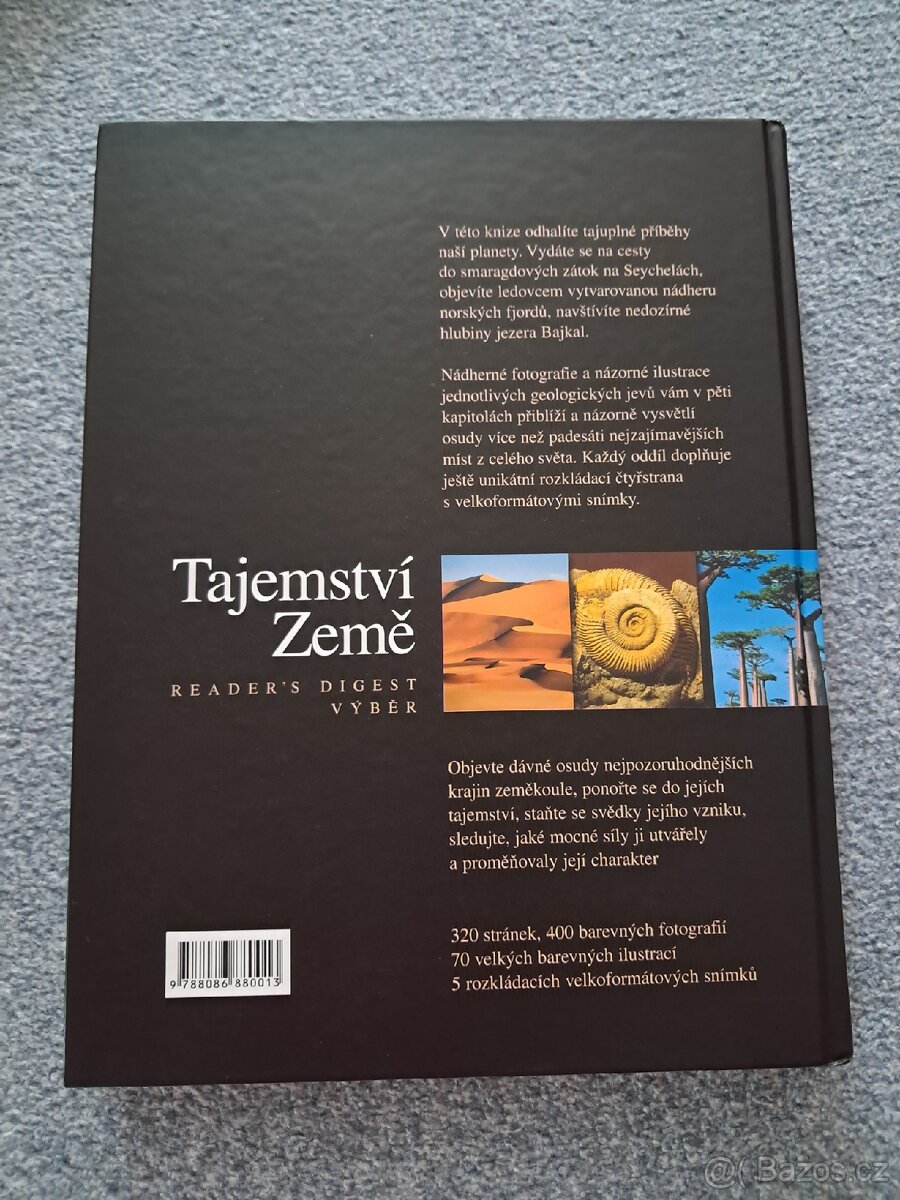 V této knize odhalíte tajuplné příběhy
naší planety. Vydáte se na cesty
do smaragdových zátok na Seychelách,
objevíte ledovcem vytvarovanou nádheru
norských fjordů, navštívíte nedozírné
hlubiny jezera Bajkal.
Nádherné fotografie a názorné ilustrace
jednotlivých geologických jevů vám v pěti
kapitolách přiblíží a názorně vysvětlí
osudy více než padesáti nejzajímavějších
míst z celého světa. Každý oddíl doplňuje
ještě unikátní rozkládací čtyřstrana
s velkoformátovými snímky.
Tajemství
Země
READER'S DIGEST
VÝBĚR
Objevte dávné osudy nejpozoruhodnějších
krajin zeměkoule, ponořte se do jejích
tajemství, staňte se svědky jejího vzniku,
sledujte, jaké mocné síly ji utvářely
a proměňovaly její charakter
320 stránek, 400 barevných fotografií
70 velkých barevných ilustrací
5 rozkládacích velkoformátových snímků
9 788086 880013
@( Bazos.cz